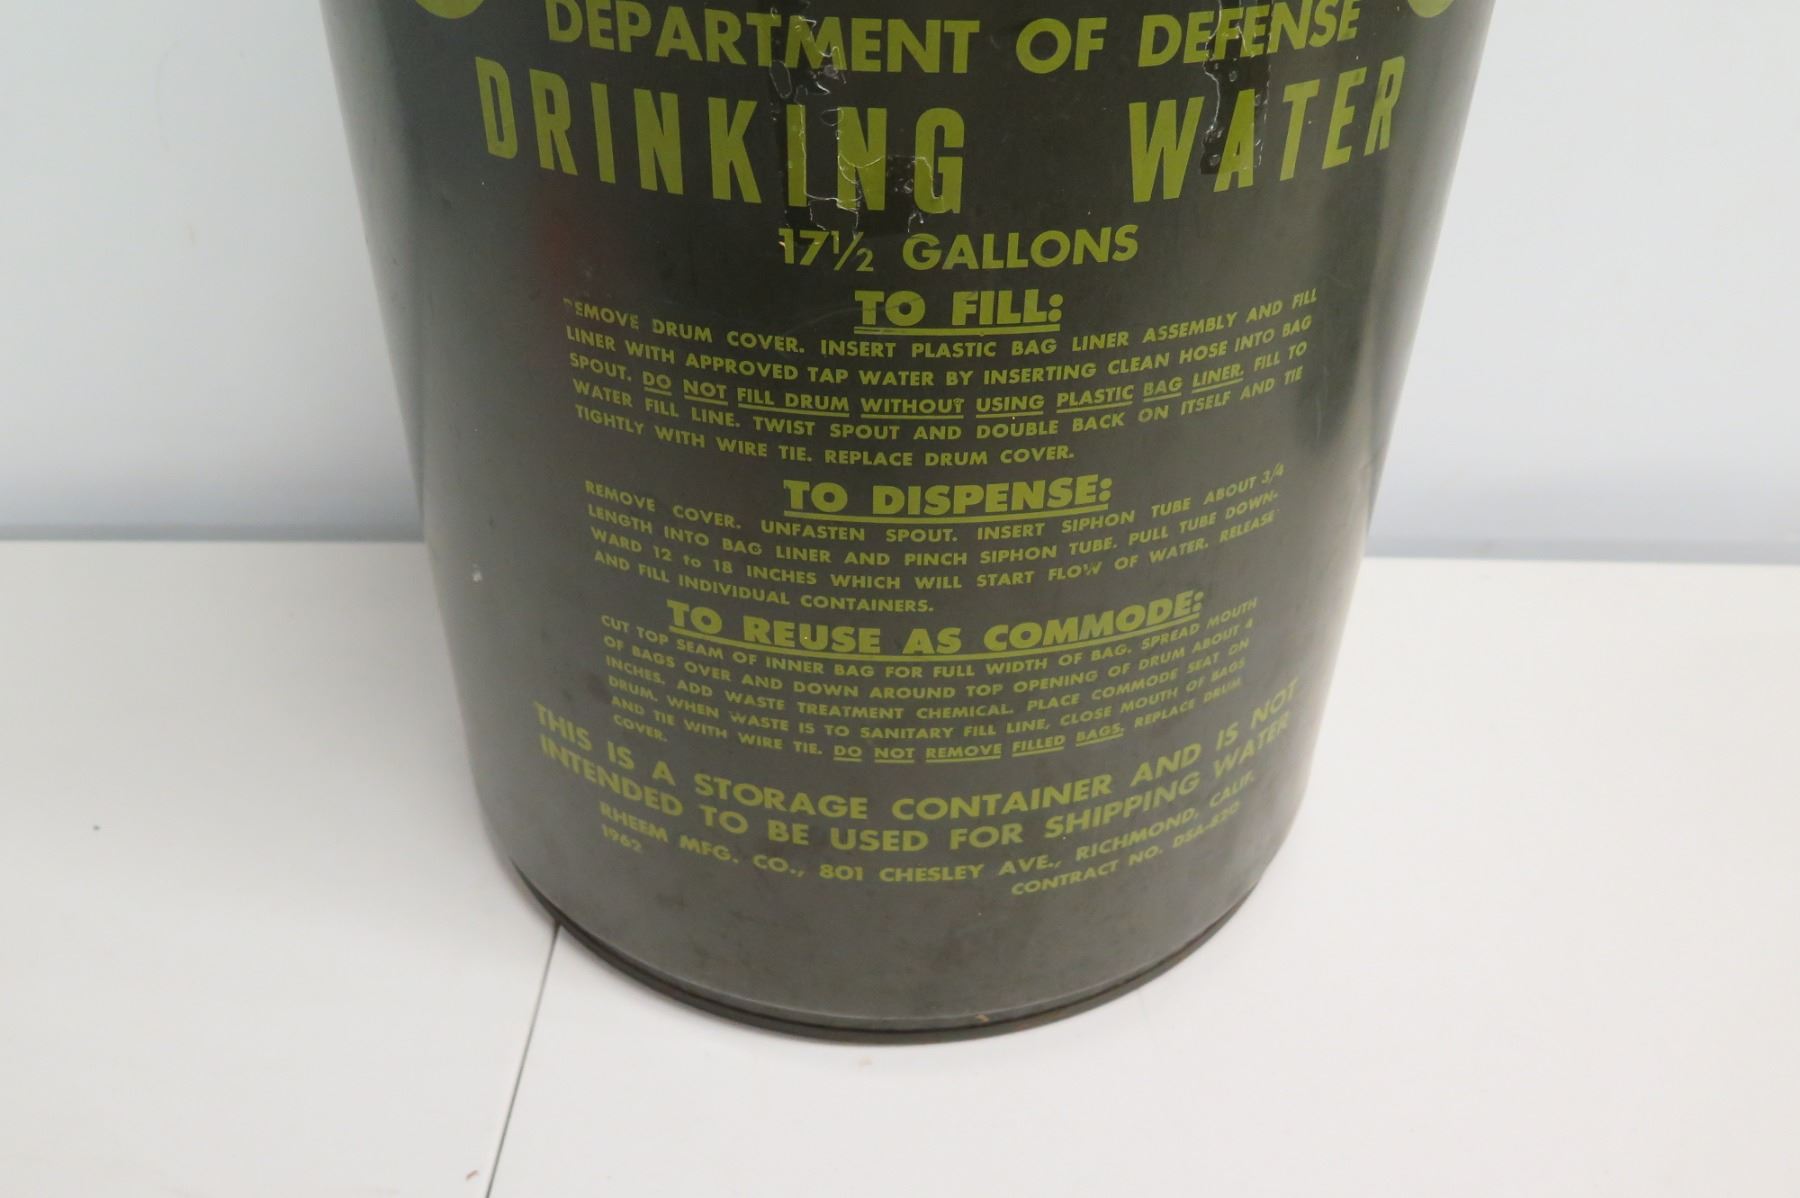 DEPARTMENT OF DEFENSE
DRINKING WATER
17½ GALLONS
TO FILL:
REMOVE DRUM COVER. INSERT PLASTIC BAG LINER ASSEMBLY AND FILL
LINER WITH APPROVED TAP WATER BY INSERTING CLEAN HOSE INTO BAG
SPOUT. DO NOT FILL DRUM WITHOUT USING PLASTIC BAG LINER. FILL TO
WATER FILL LINE. TWIST SPOUT AND DOUBLE BACK ON ITSELF AND TIE
TIGHTLY WITH WIRE TIE. REPLACE DRUM COVER.
TO DISPENSE:
REMOVE COVER. UNFASTEN SPOUT. INSERT SIPHON TUBE ABOUT 3/4
LENGTH INTO BAG LINER AND PINCH SIPHON TUBE. PULL TUBE DOWN-
WARD 12 to 18 INCHES WHICH WILL START FLOW OF WATER. RELEASE
AND FILL INDIVIDUAL CONTAINERS.
TO REUSE AS COMMODE:
CUT TOP SEAM OF INNER BAG FOR FULL WIDTH OF BAG. SPREAD MOUTH
OF BAGS OVER AND DOWN AROUND TOP OPENING OF DRUM ABOUT 4
INCHES. ADD WASTE TREATMENT CHEMICAL. PLACE COMMODE SEAT ON
DRUM. WHEN WASTE IS TO SANITARY FILL LINE, CLOSE MOUTH OF BAGS
AND TIE WITH WIRE TIE. DO NOT REMOVE FILLED BAGS. REPLACE DRUM
COVER.
THIS IS A STORAGE CONTAINER AND IS NOT
INTENDED TO BE USED FOR SHIPPING WATER
RHEEM MFG. CO., 801 CHESLEY AVE., RICHMOND, CALIF.
1962 CONTRACT NO. DSA-620